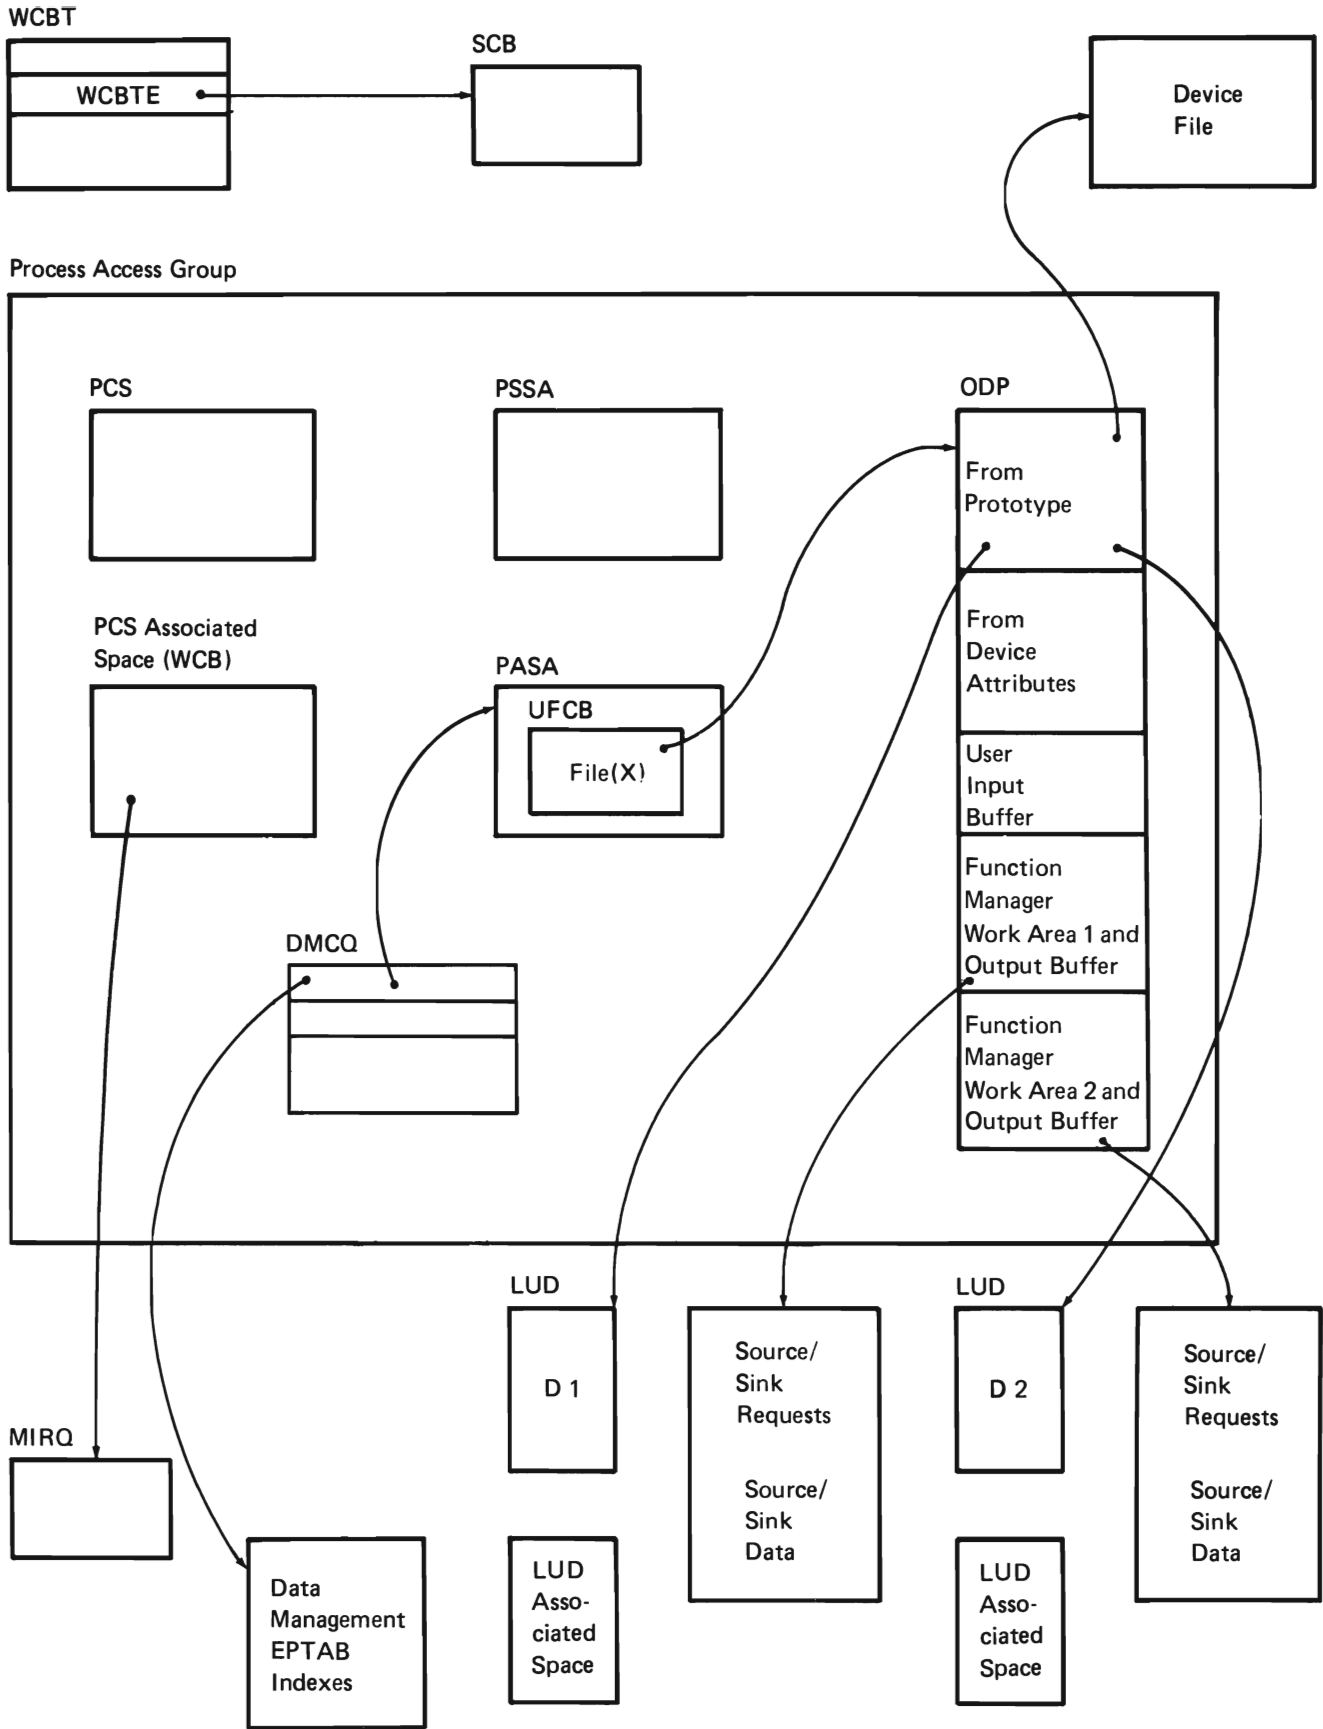 WCBT
WCBTE
SCB
Device
File
Process Access Group
PCS
PSSA
ODP
From
Prototype
PCS Associated
Space (WCB)
PASA
UFCB
File(X)
From
Device
Attributes
User
Input
Buffer
Function
Manager
Work Area 1 and
Output Buffer
DMCQ
Function
Manager
Work Area 2 and
Output Buffer
LUD
D 1
Source/
Sink
Requests
Source/
Sink
Data
LUD
D 2
Source/
Sink
Requests
Source/
Sink
Data
MIRQ
Data
Management
EPTAB
Indexes
LUD
Asso-
ciated
Space
LUD
Asso-
ciated
Space